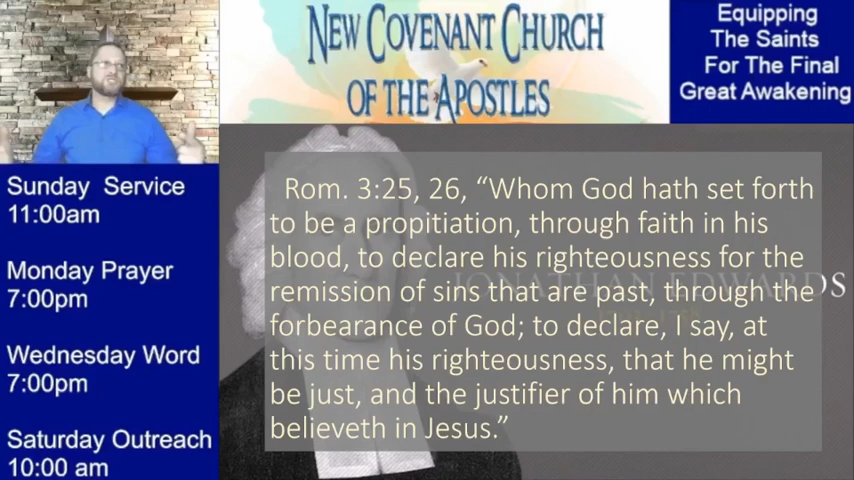 NEW COVENANT CHURCH
OF THE APOSTLES
Equipping
The Saints
For The Final
Great Awakening
Sunday Service
11:00am
Monday Prayer
7:00pm
Wednesday Word
7:00pm
Saturday Outreach
10:00 am
Rom. 3:25, 26, “Whom God hath set forth
to be a propitiation, through faith in his
blood, to declare his righteousness for the
remission of sins that are past, through the
forbearance of God; to declare, I say, at
this time his righteousness, that he might
be just, and the justifier of him which
believeth in Jesus.”
JONATHAN EDWARDS